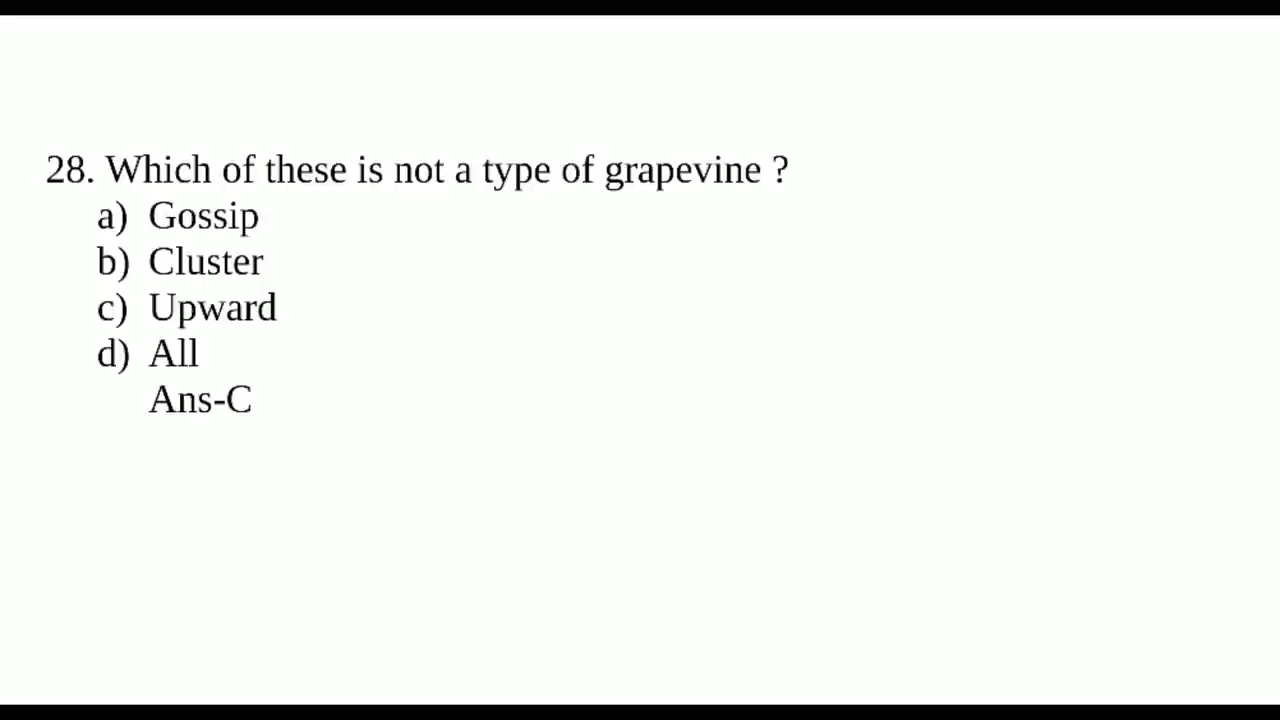 28. Which of these is not a type of grapevine ?
a) Gossip
b) Cluster
c) Upward
d) All
Ans-C